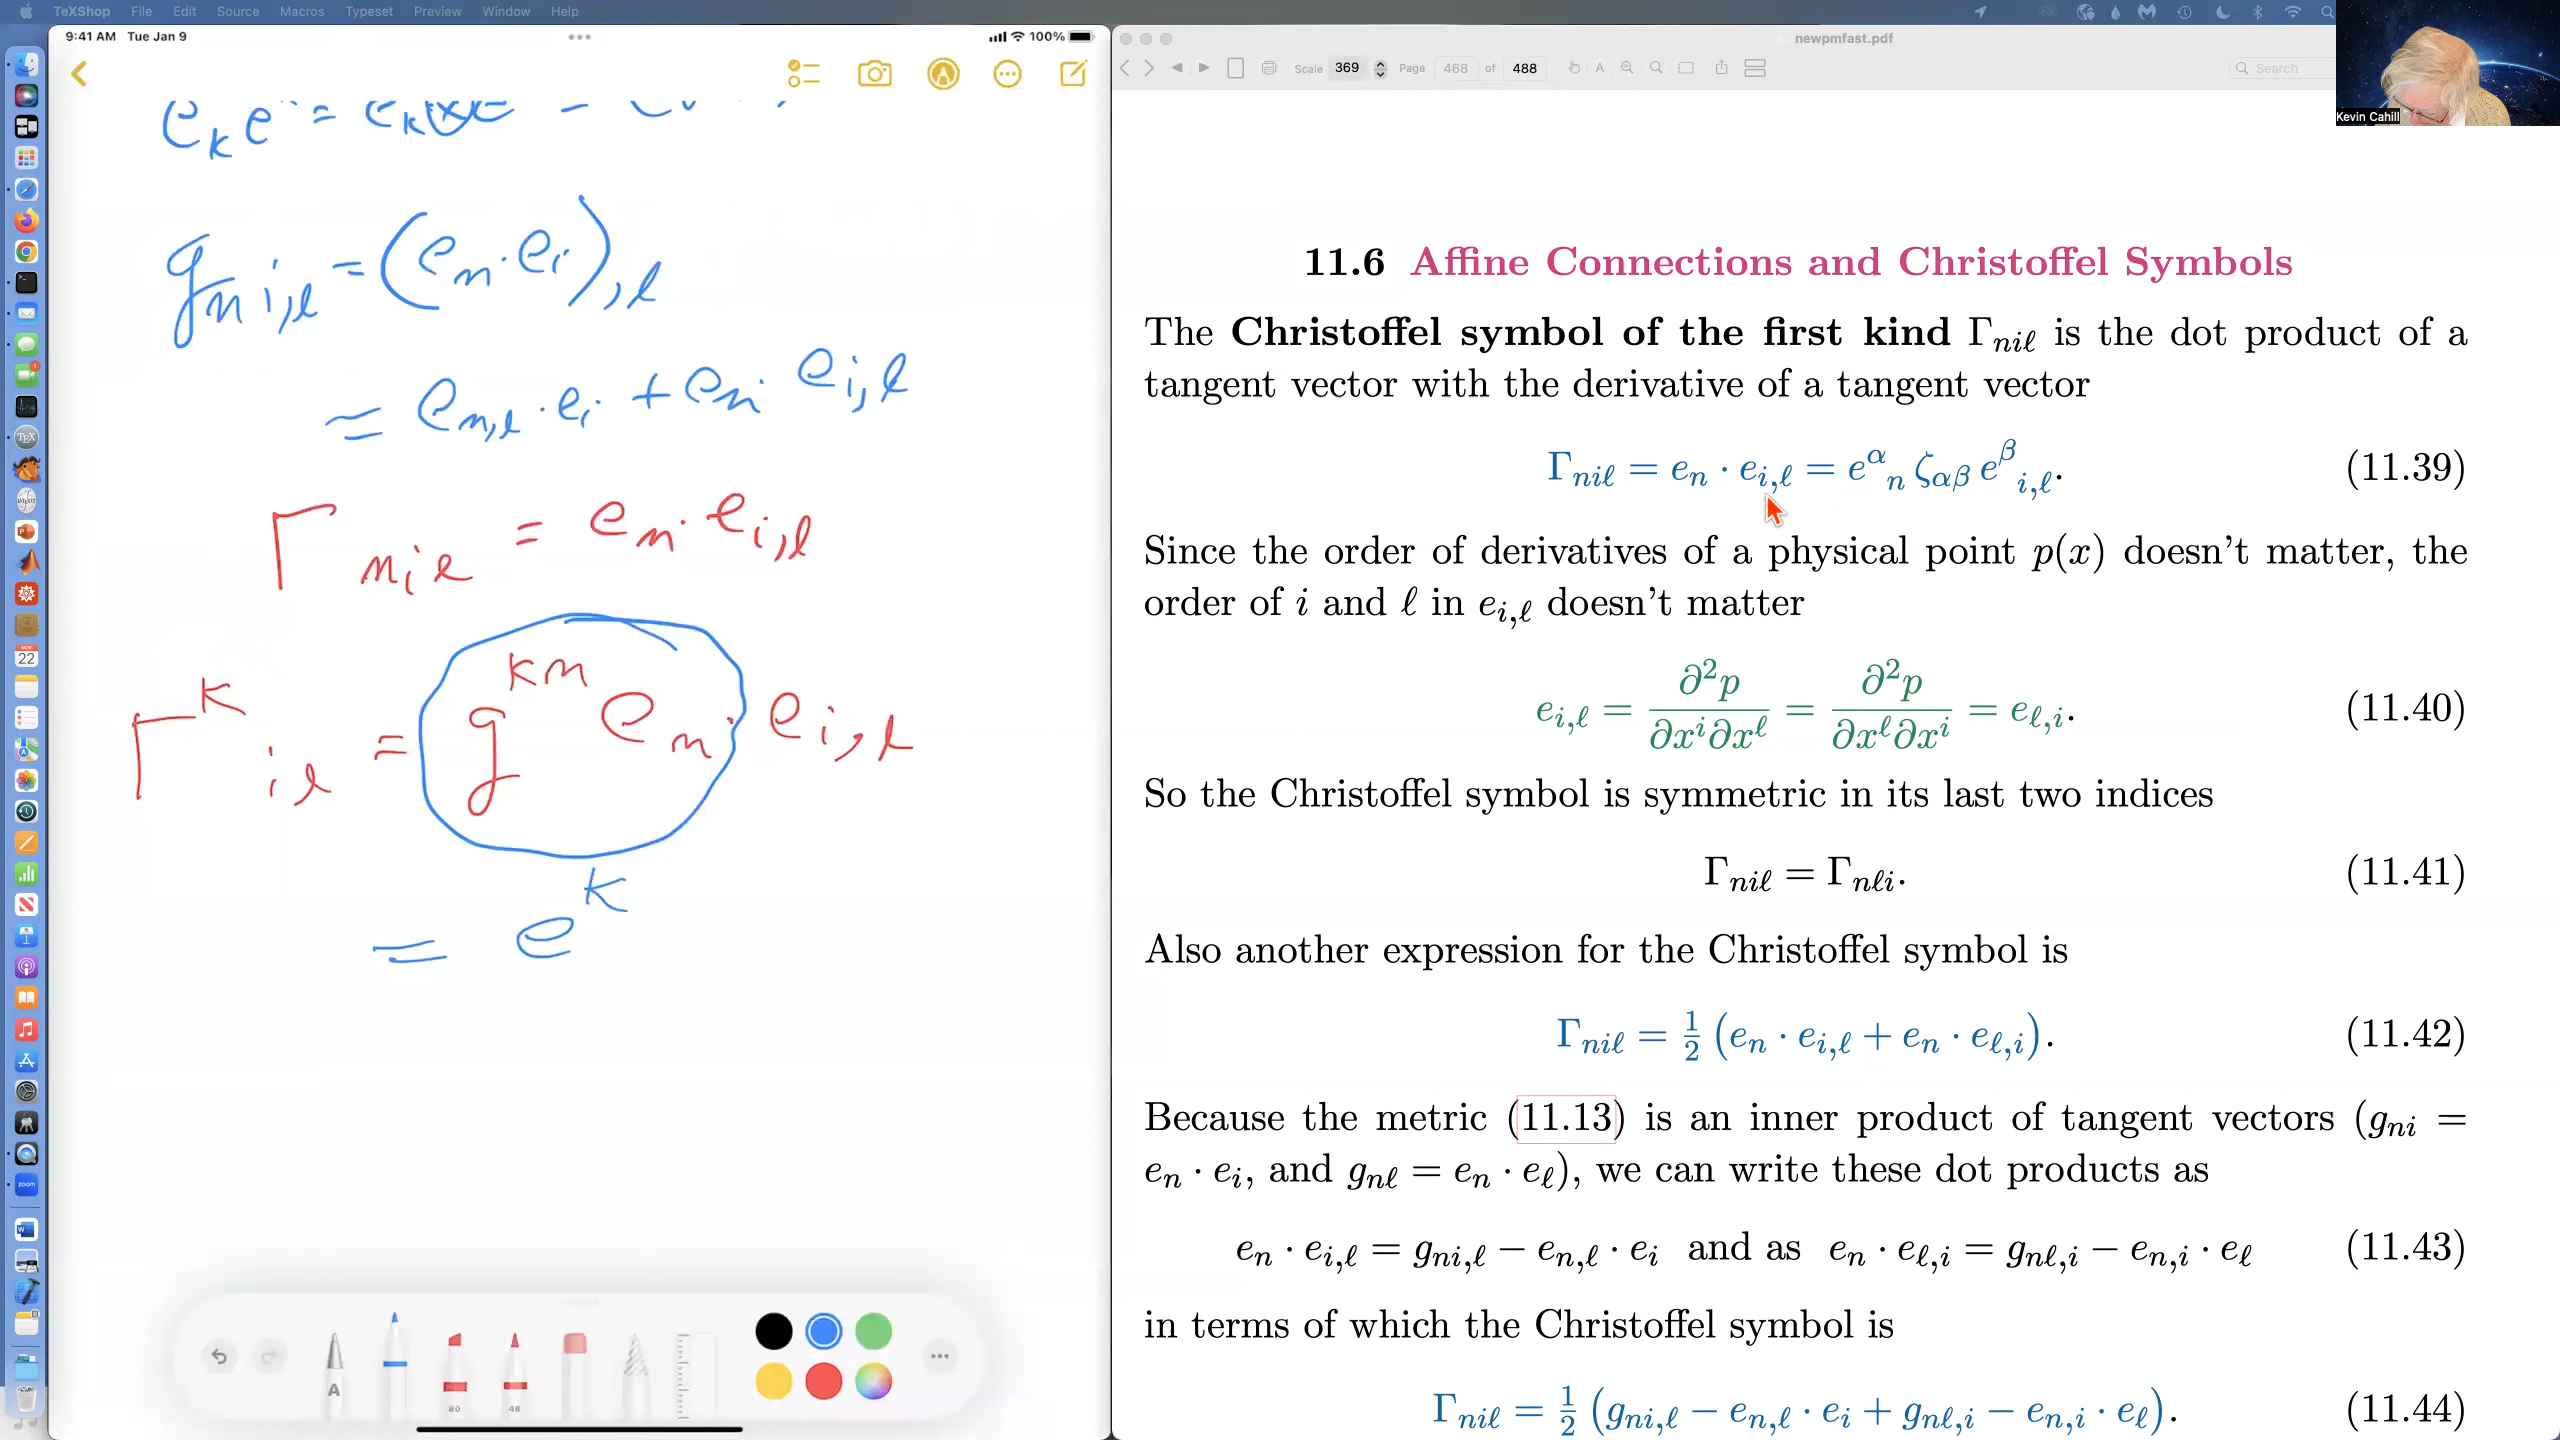 TeXShop File Edit Source Macros Typeset Preview Window Help
9:41 AM Tue Jan 9
100%
g_{ni,ℓ} = (e_n · e_i)_{,ℓ}
= e_{n,ℓ} · e_i + e_n · e_{i,ℓ}
Γ_{niℓ} = e_n · e_{i,ℓ}
Γ^k_{iℓ} = g^{kn} e_n · e_{i,ℓ}
= e^k
A
80
48
NOV
22
zoom
newpmfast.pdf
Scale 369 Page 468 of 488
Search
Kevin Cahill
11.6 Affine Connections and Christoffel Symbols
The Christoffel symbol of the first kind Γ_{niℓ} is the dot product of a
tangent vector with the derivative of a tangent vector
Γ_{niℓ} = e_n · e_{i,ℓ} = e^α_n ζ_{αβ} e^β_{i,ℓ}. (11.39)
Since the order of derivatives of a physical point p(x) doesn't matter, the
order of i and ℓ in e_{i,ℓ} doesn't matter
e_{i,ℓ} = ∂²p/∂x^i∂x^ℓ = ∂²p/∂x^ℓ∂x^i = e_{ℓ,i}. (11.40)
So the Christoffel symbol is symmetric in its last two indices
Γ_{niℓ} = Γ_{nℓi}. (11.41)
Also another expression for the Christoffel symbol is
Γ_{niℓ} = ½ (e_n · e_{i,ℓ} + e_n · e_{ℓ,i}). (11.42)
Because the metric (11.13) is an inner product of tangent vectors (g_{ni} =
e_n · e_i, and g_{nℓ} = e_n · e_ℓ), we can write these dot products as
e_n · e_{i,ℓ} = g_{ni,ℓ} − e_{n,ℓ} · e_i and as e_n · e_{ℓ,i} = g_{nℓ,i} − e_{n,i} · e_ℓ (11.43)
in terms of which the Christoffel symbol is
Γ_{niℓ} = ½ (g_{ni,ℓ} − e_{n,ℓ} · e_i + g_{nℓ,i} − e_{n,i} · e_ℓ). (11.44)